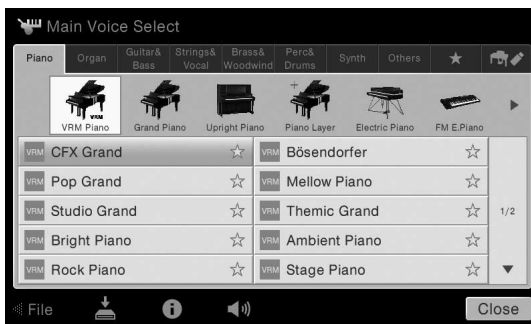 Main Voice Select
Piano
Organ
Guitar&
Bass
Strings&
Vocal
Brass&
Woodwind
Perc&
Drums
Synth
Others
VRM
VRM Piano
Grand Piano
Upright Piano
Piano Layer
Electric Piano
FM E.Piano
VRM CFX Grand
VRM Bösendorfer
VRM Pop Grand
VRM Mellow Piano
VRM Studio Grand
VRM Themic Grand
1/2
VRM Bright Piano
VRM Ambient Piano
VRM Rock Piano
VRM Stage Piano
File
Close